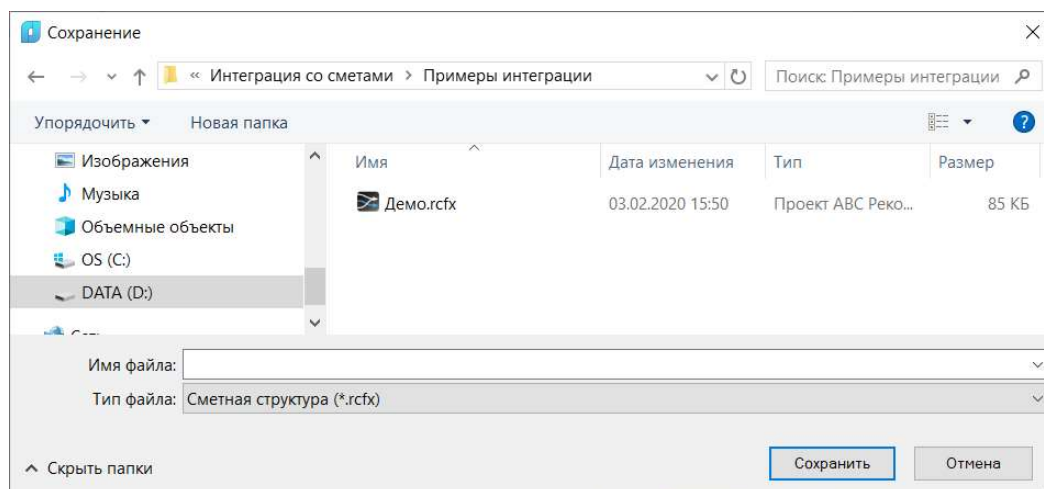 Сохранение
« Интеграция со сметами > Примеры интеграции
Поиск: Примеры интеграции
Упорядочить
Новая папка
?
Изображения
Музыка
Объемные объекты
OS (C:)
DATA (D:)
Имя
Дата изменения
Тип
Размер
Демо.rcfx
03.02.2020 15:50
Проект АВС Реко...
85 КБ
Имя файла:
Тип файла: Сметная структура (*.rcfx)
Скрыть папки
Сохранить
Отмена